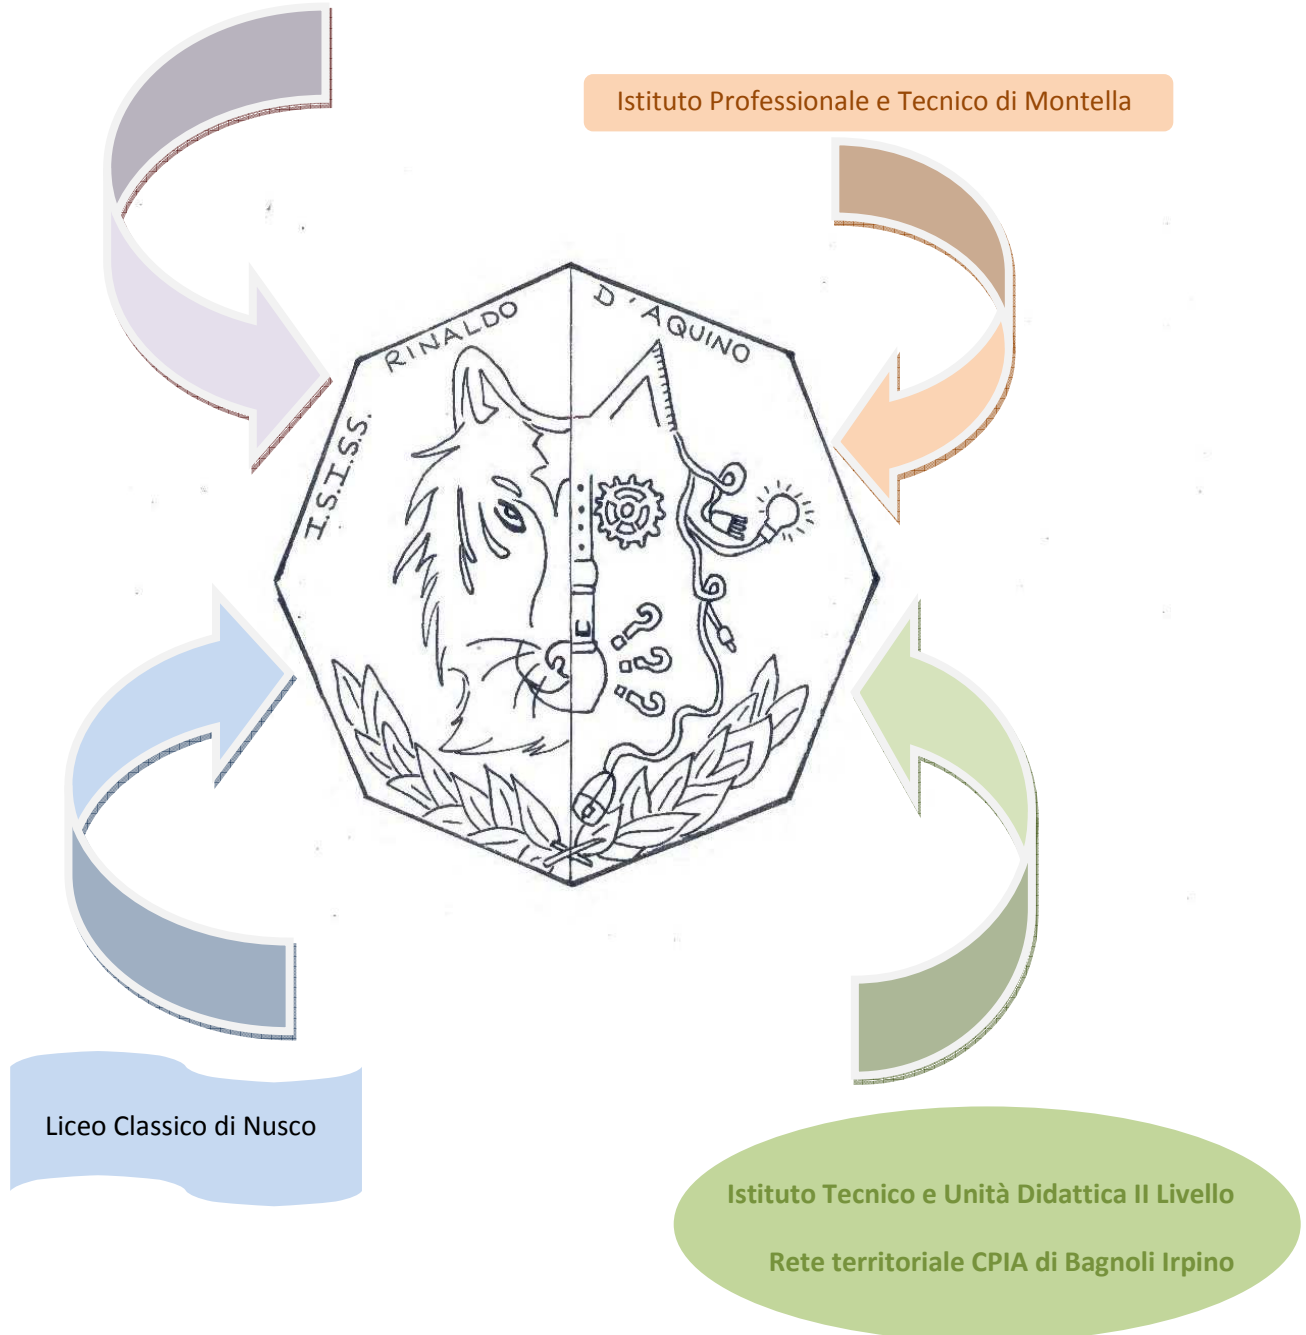 Istituto Professionale e Tecnico di Montella
I.S.I.S.S. RINALDO D'AQUINO
Liceo Classico di Nusco
Istituto Tecnico e Unità Didattica II Livello
Rete territoriale CPIA di Bagnoli Irpino